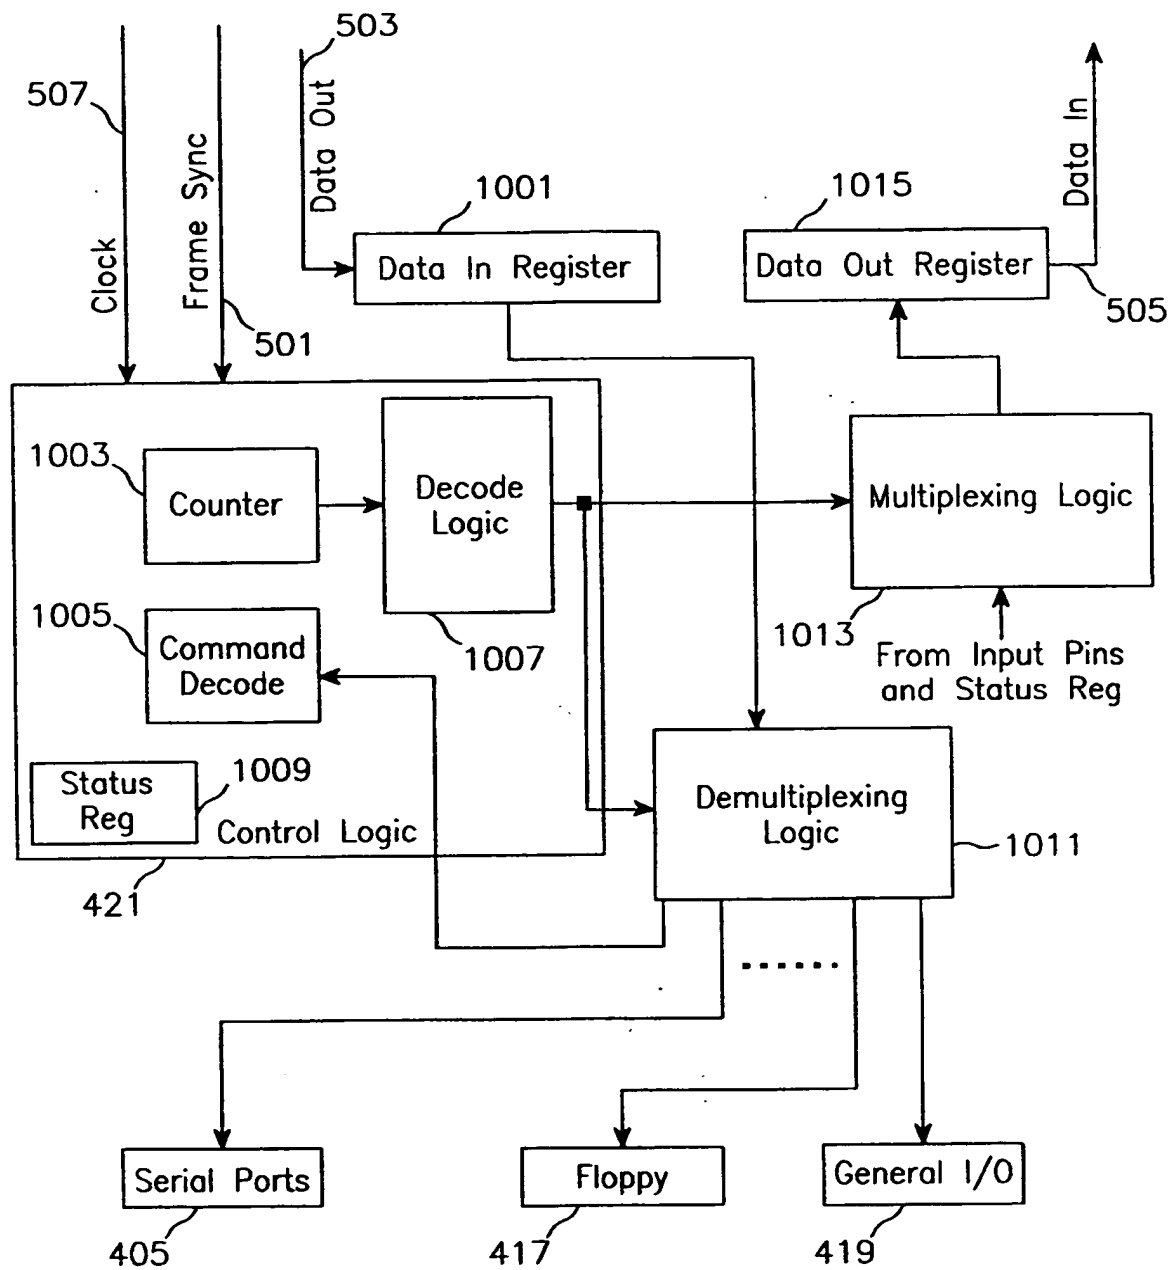 503
507
Data Out
Data In
Clock
Frame Sync
1001
1015
Data In Register
Data Out Register
501
505
1003
Counter
Decode
Logic
Multiplexing Logic
1005
Command
Decode
1007
1013
From Input Pins
and Status Reg
Status
Reg
1009
Control Logic
Demultiplexing
Logic
1011
421
Serial Ports
Floppy
General I/O
405
417
419